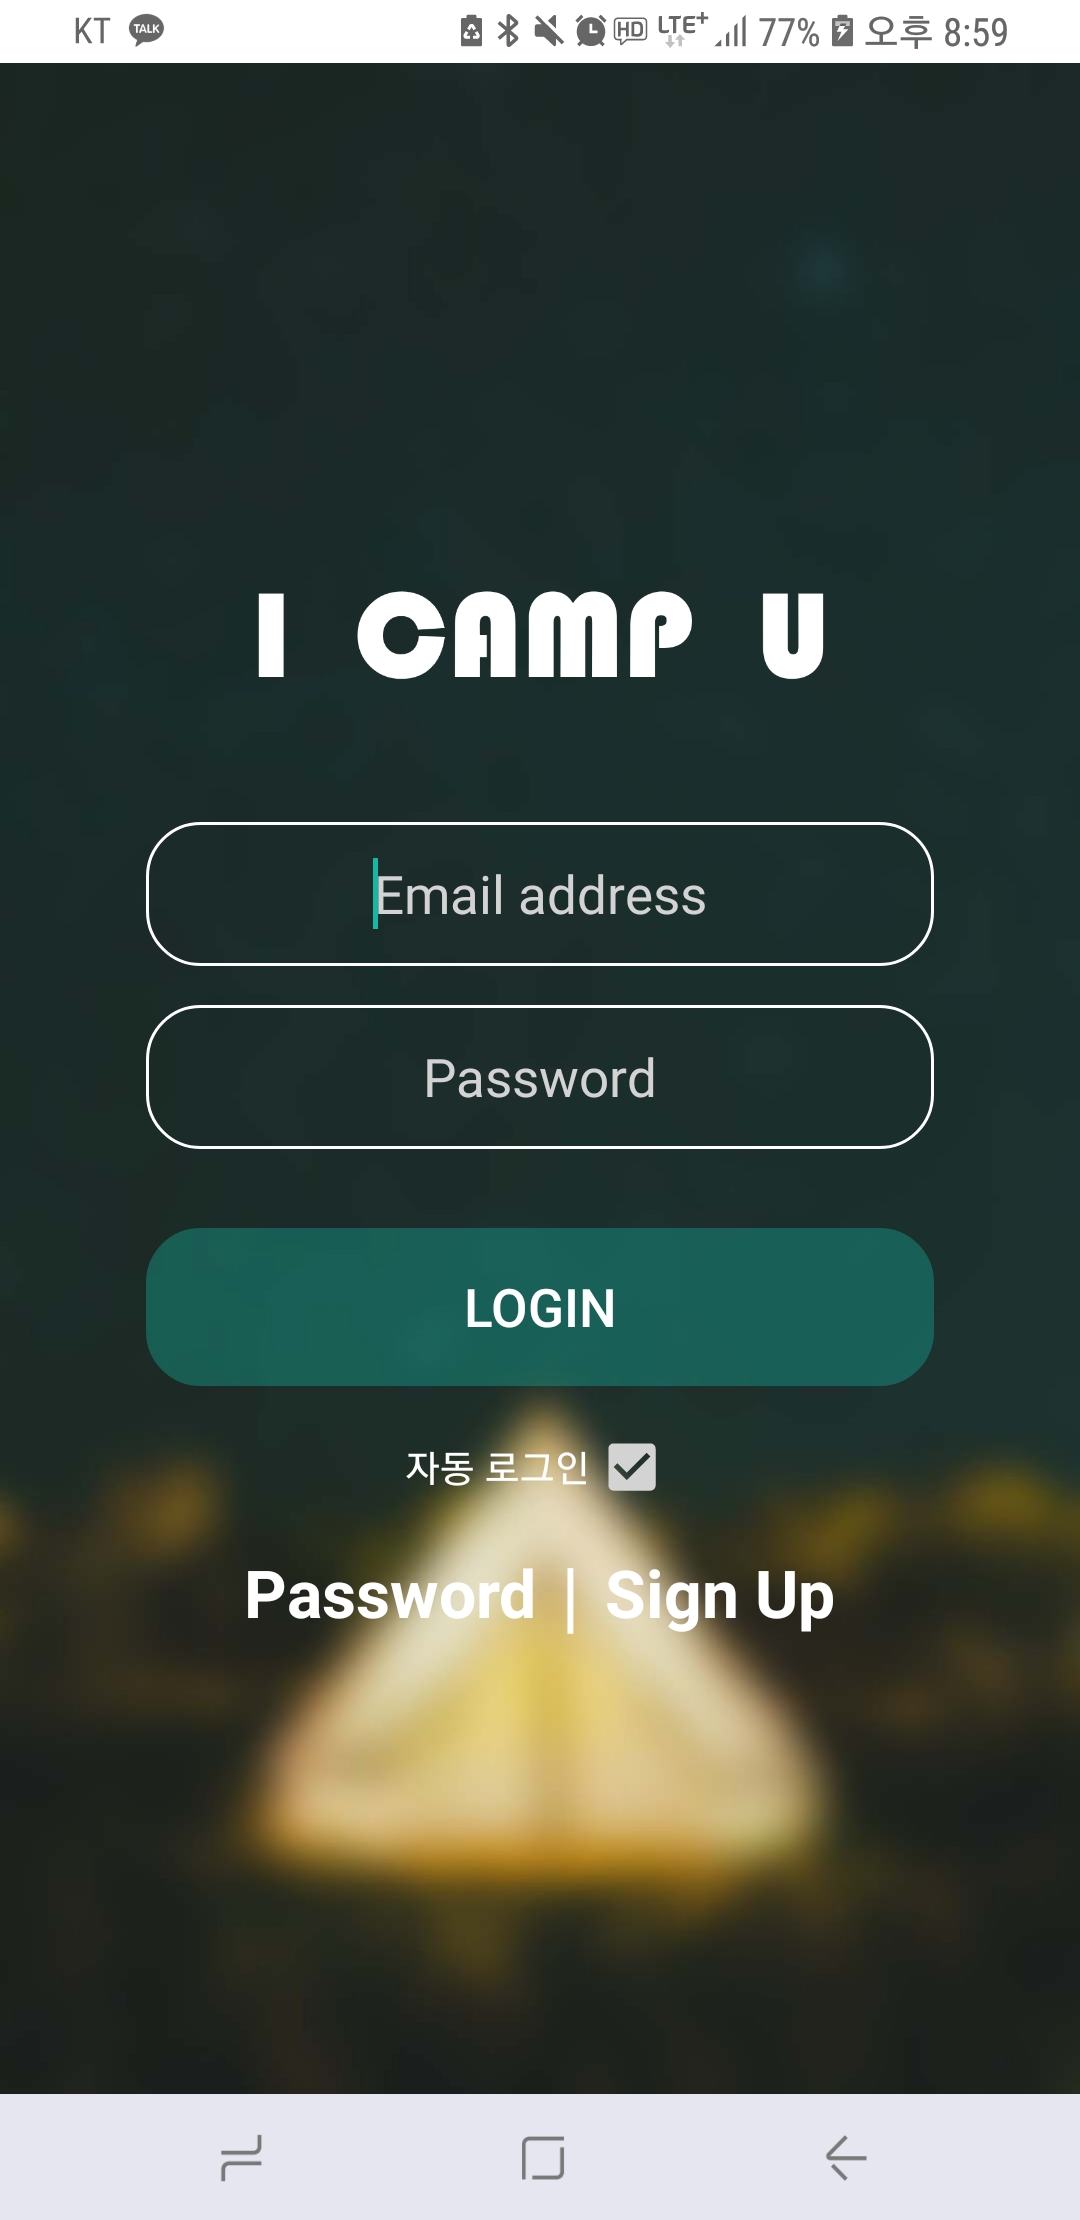 KT TALK HD LTE+ 77% 오후 8:59
I CAMP U
Email address
Password
LOGIN
자동 로그인
Password | Sign Up